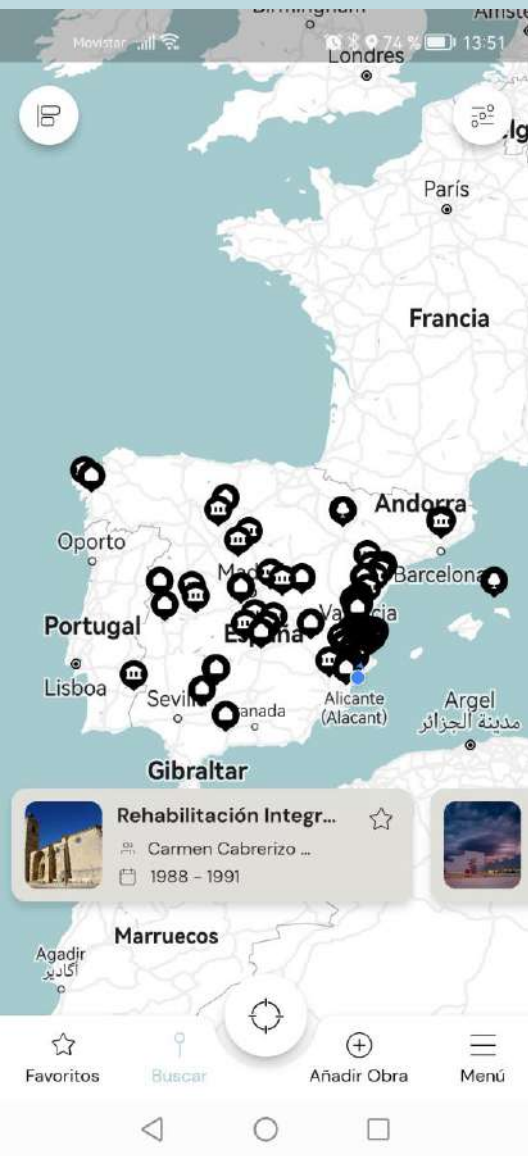 Movistar 74 % 13:51
Londres
París
Francia
Andorra
Oporto
Barcelona
Portugal
España
Lisboa
Alicante
(Alacant)
Argel
مدينة الجزائر
Gibraltar
Rehabilitación Integr...
Carmen Cabrerizo ...
1988 - 1991
Marruecos
Agadir
أكادير
Favoritos
Buscar
Añadir Obra
Menú